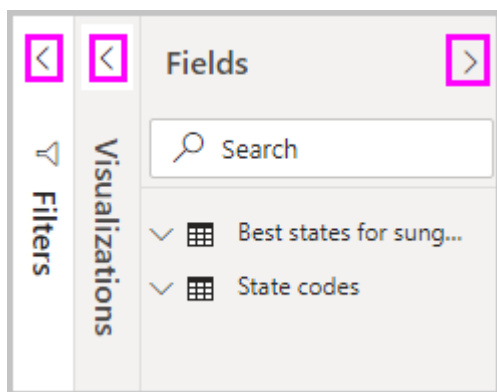 Filters
Visualizations
Fields
Search
Best states for sung...
State codes